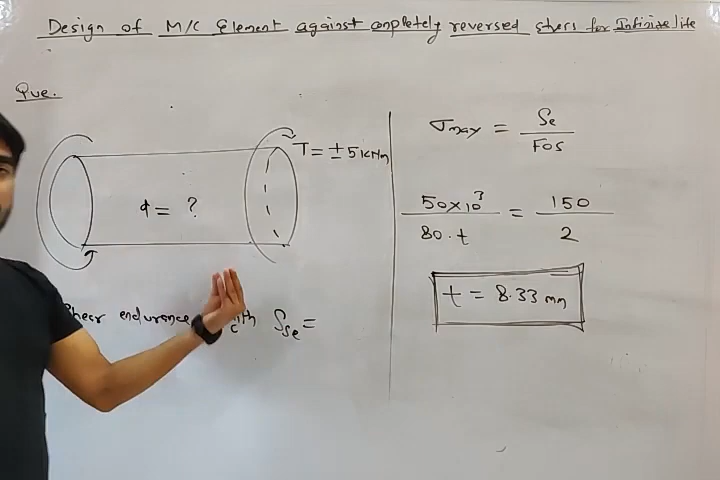 Design of M/C Element against completely reversed stress for Infinite life
Que.
T = ± 5 kNm
ϕ = ?
Shear endurance Sse =
σmax = Se / FOS
50×10³ / 80·t = 150 / 2
t = 8.33 mm